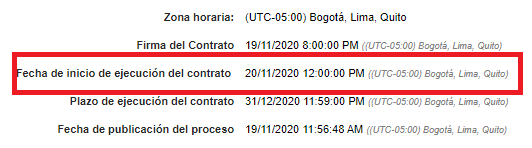 Zona horaria: (UTC-05:00) Bogotá, Lima, Quito
Firma del Contrato 19/11/2020 8:00:00 PM ((UTC-05:00) Bogotá, Lima, Quito)
Fecha de inicio de ejecución del contrato 20/11/2020 12:00:00 PM ((UTC-05:00) Bogotá, Lima, Quito)
Plazo de ejecución del contrato 31/12/2020 11:59:00 PM ((UTC-05:00) Bogotá, Lima, Quito)
Fecha de publicación del proceso 19/11/2020 11:56:48 AM ((UTC-05:00) Bogotá, Lima, Quito)